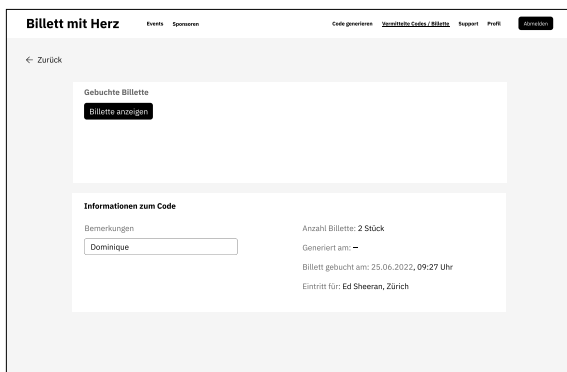 Billett mit Herz Events Sponsoren Code generieren Vermittelte Codes / Billette Support Profil Abmelden
← Zurück
Gebuchte Billette
Billette anzeigen
Informationen zum Code
Bemerkungen
Dominique
Anzahl Billette: 2 Stück
Generiert am: –
Billett gebucht am: 25.06.2022, 09:27 Uhr
Eintritt für: Ed Sheeran, Zürich